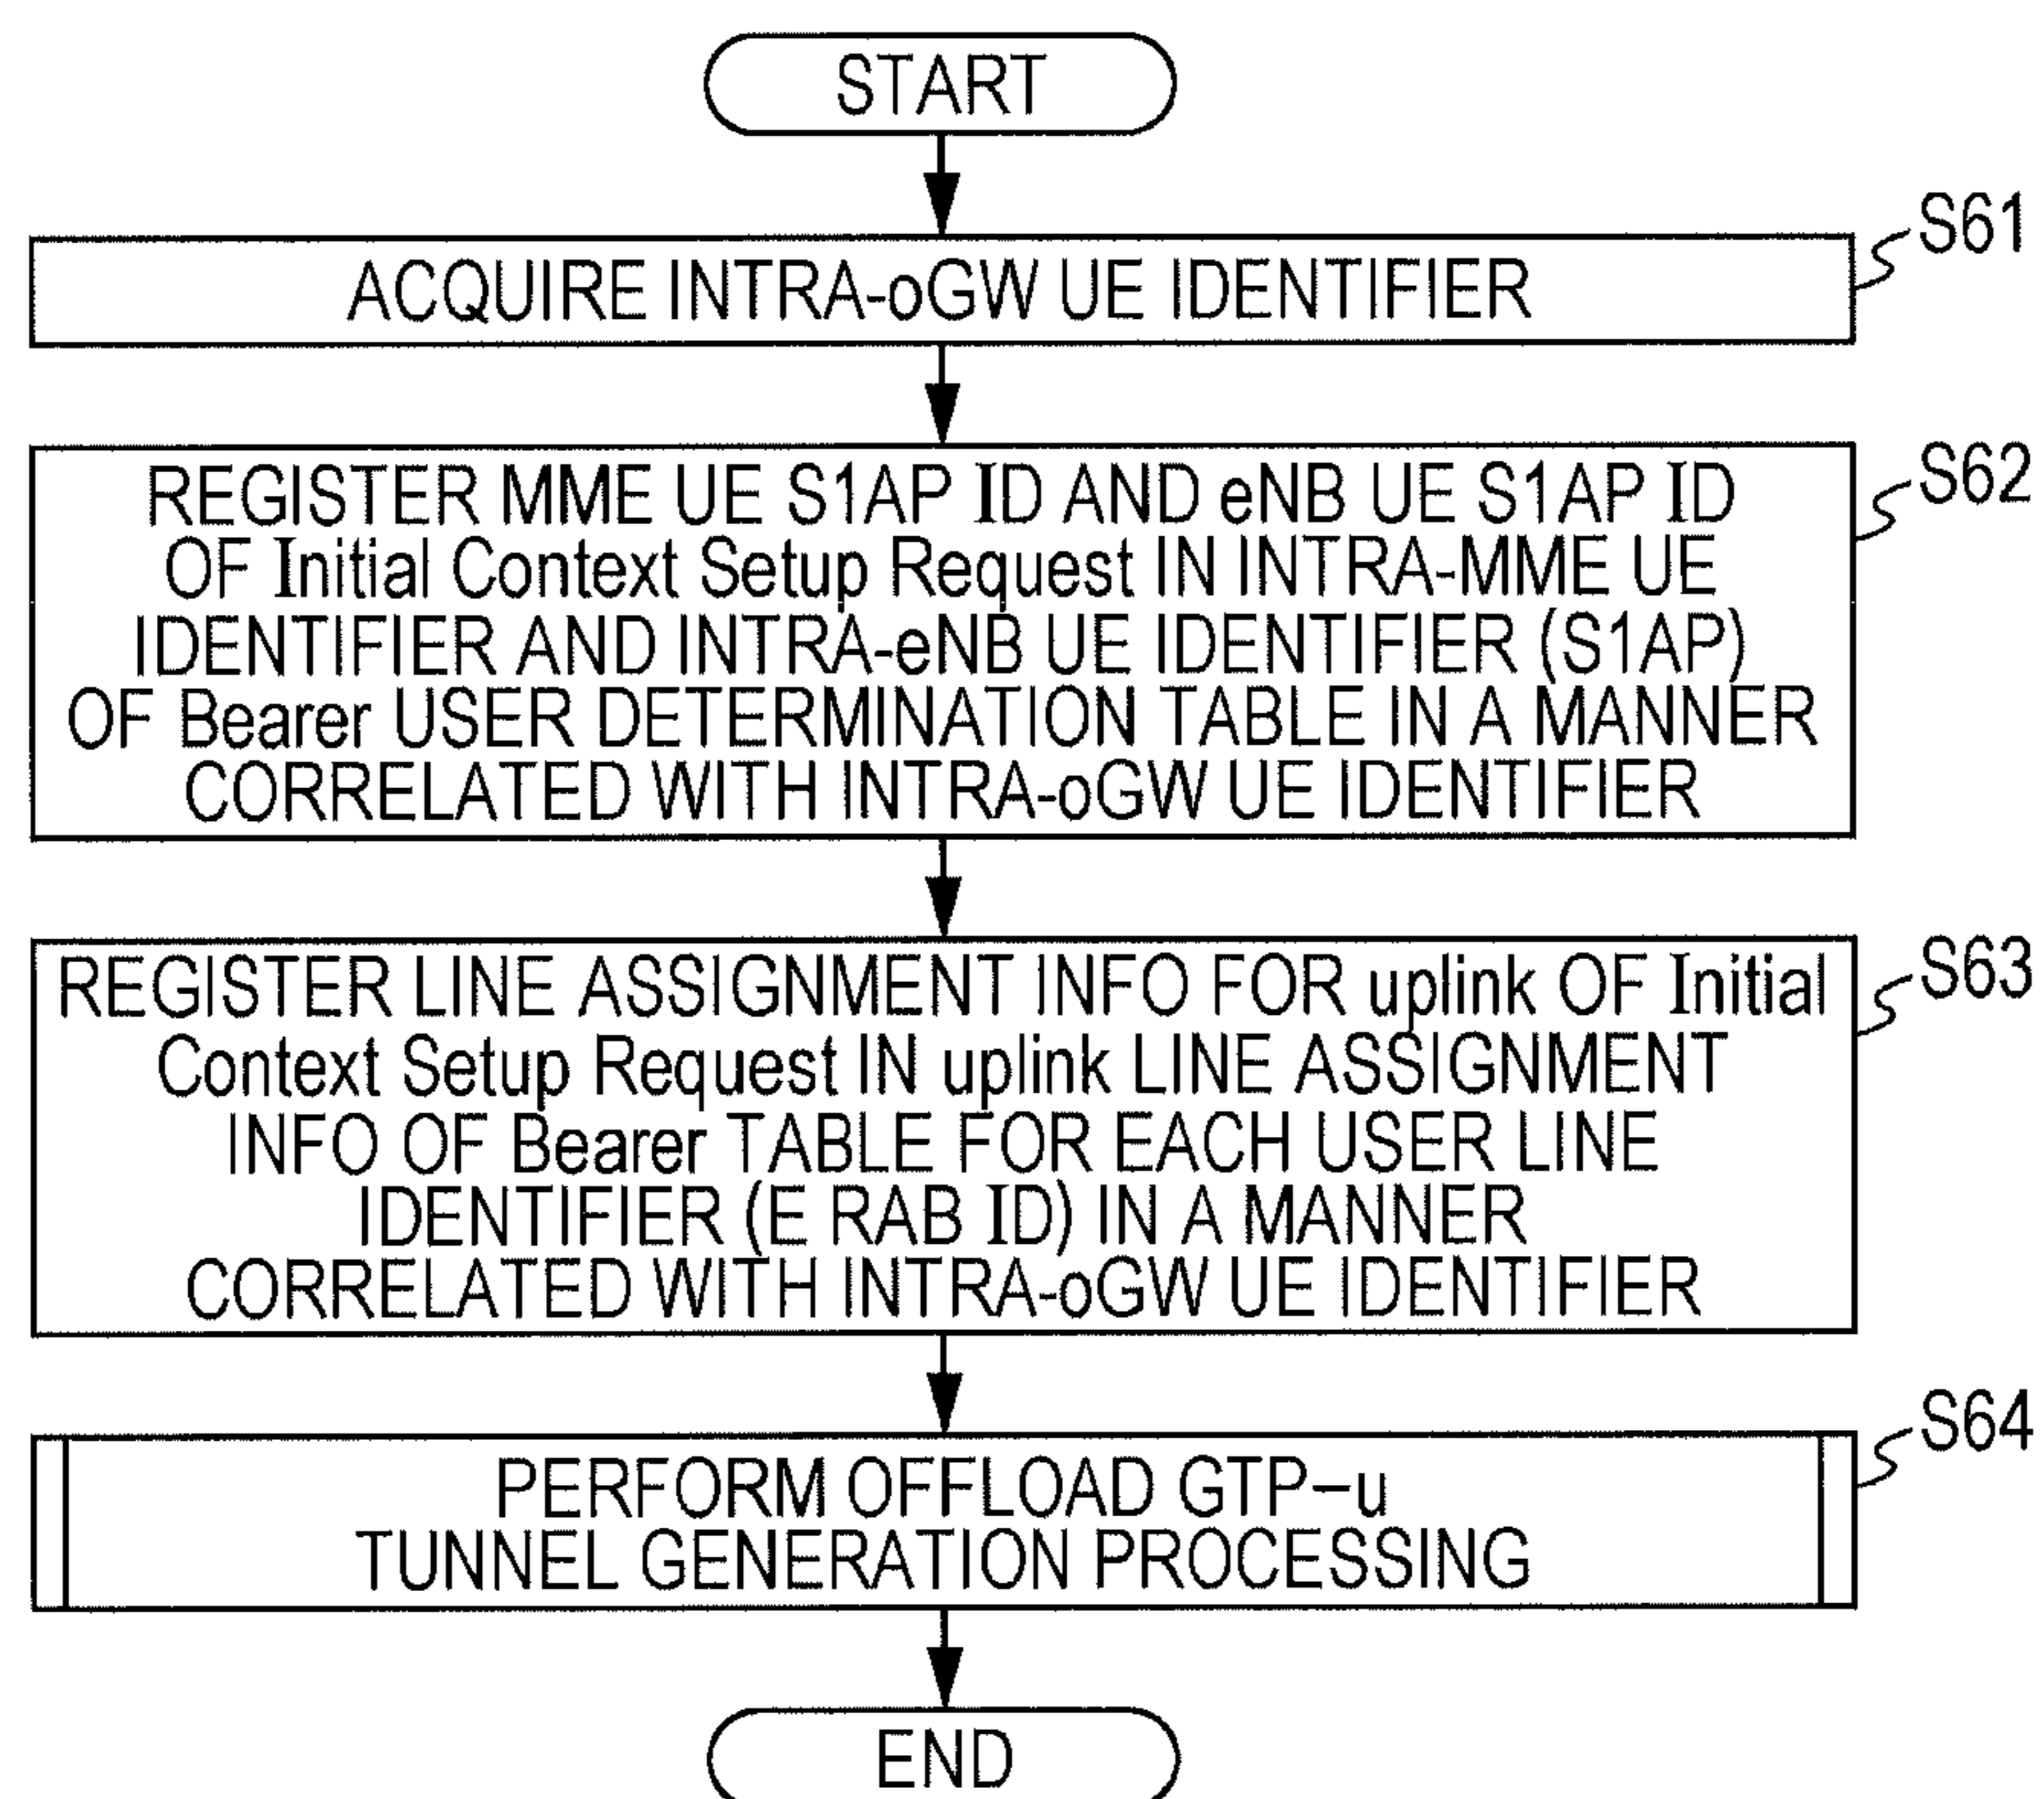 START
S61
ACQUIRE INTRA-oGW UE IDENTIFIER
S62
REGISTER MME UE S1AP ID AND eNB UE S1AP ID
OF Initial Context Setup Request IN INTRA-MME UE
IDENTIFIER AND INTRA-eNB UE IDENTIFIER (S1AP)
OF Bearer USER DETERMINATION TABLE IN A MANNER
CORRELATED WITH INTRA-oGW UE IDENTIFIER
S63
REGISTER LINE ASSIGNMENT INFO FOR uplink OF Initial
Context Setup Request IN uplink LINE ASSIGNMENT
INFO OF Bearer TABLE FOR EACH USER LINE
IDENTIFIER (E RAB ID) IN A MANNER
CORRELATED WITH INTRA-oGW UE IDENTIFIER
S64
PERFORM OFFLOAD GTP-u
TUNNEL GENERATION PROCESSING
END